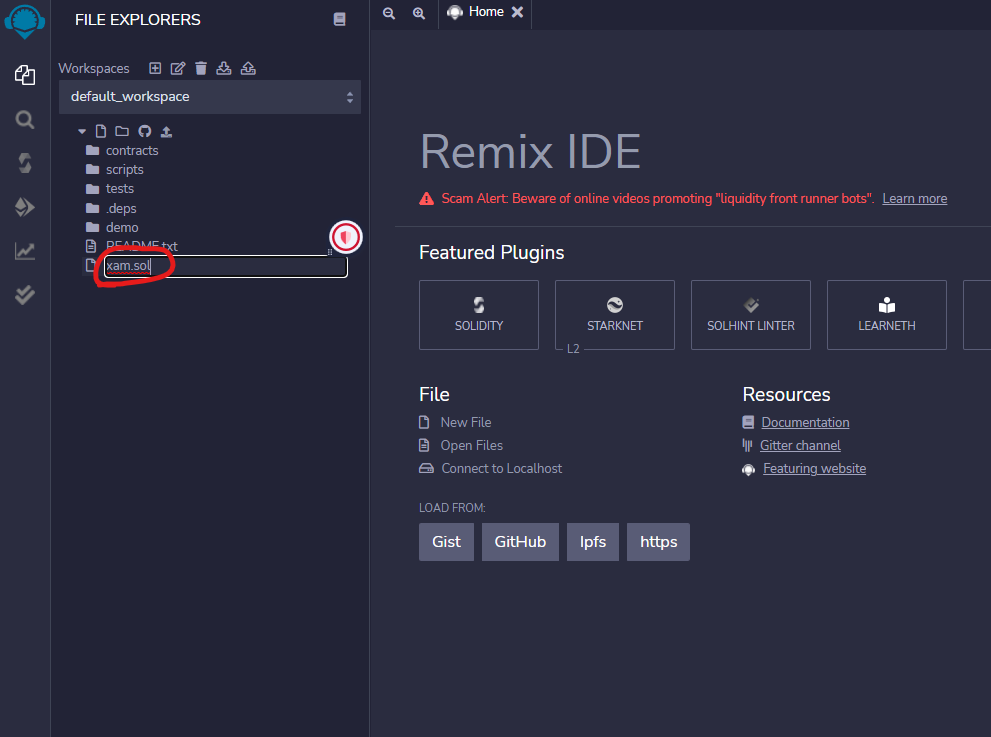 FILE EXPLORERS
Workspaces
default_workspace
contracts
scripts
tests
.deps
demo
README.txt
xam.sol
Home
Remix IDE
Scam Alert: Beware of online videos promoting "liquidity front runner bots". Learn more
Featured Plugins
SOLIDITY
STARKNET
L2
SOLHINT LINTER
LEARNETH
File
New File
Open Files
Connect to Localhost
LOAD FROM:
Gist GitHub Ipfs https
Resources
Documentation
Gitter channel
Featuring website